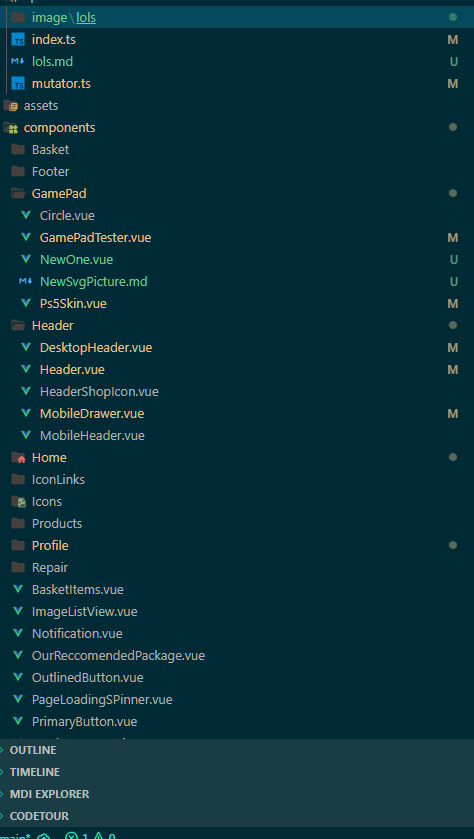 image\lols
TS index.ts M
M lols.md U
TS mutator.ts M
assets
components
Basket
Footer
GamePad
Circle.vue
GamePadTester.vue M
NewOne.vue U
M NewSvgPicture.md U
Ps5Skin.vue M
Header
DesktopHeader.vue M
Header.vue M
HeaderShopIcon.vue
MobileDrawer.vue M
MobileHeader.vue
Home
IconLinks
Icons
Products
Profile
Repair
BasketItems.vue
ImageListView.vue
Notification.vue
OurReccomendedPackage.vue
OutlinedButton.vue
PageLoadingSPinner.vue
PrimaryButton.vue
OUTLINE
TIMELINE
MDI EXPLORER
CODETOUR
main* 1 0